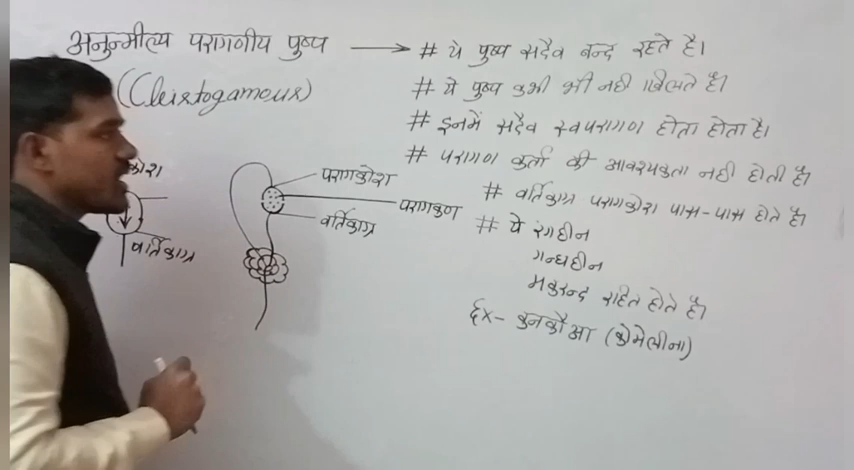 अनुन्मील्य परागणीय पुष्प → # ये पुष्प सदैव बन्द रहते है।
(Cleistogamous)
# ये पुष्प कभी भी नही खिलते है।
# इनमें सदैव स्वपरागण होता होता है।
# परागण कर्ता की आवश्यकता नही होती है।
# वर्तिकाग्र परागकोश पास-पास होते है।
# ये रंगहीन
गन्धहीन
मकरन्द रहित होते है।
Ex- कनकौआ (कोमेलीना)
कोश
वर्तिकाग्र
परागकोश
परागकण
वर्तिकाग्र